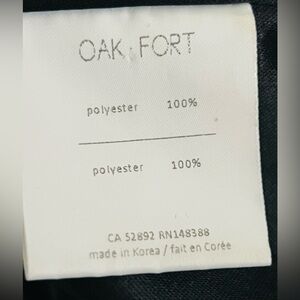 OAK + FORT
polyester 100%
polyester 100%
CA 52892 RN148388
made in Korea / fait en Corée